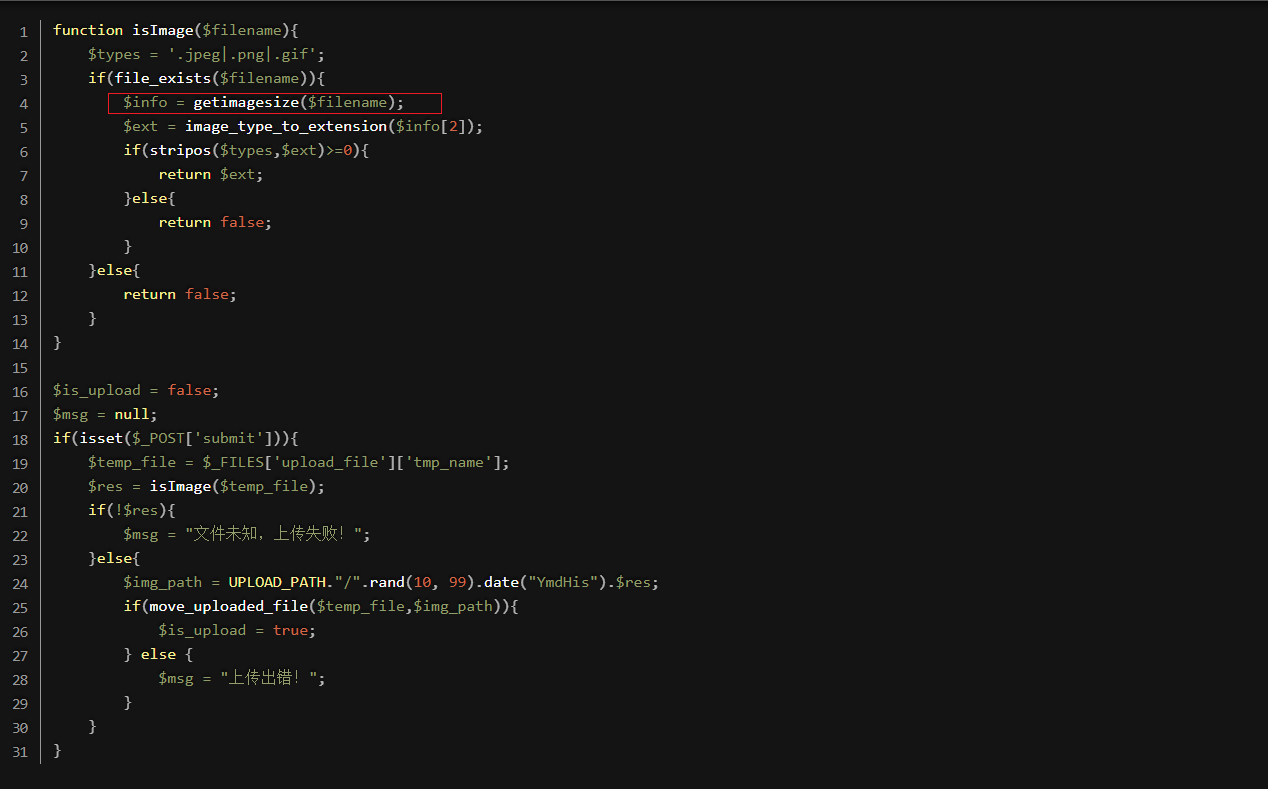 1 function isImage($filename){
2     $types = '.jpeg|.png|.gif';
3     if(file_exists($filename)){
4         $info = getimagesize($filename);
5         $ext = image_type_to_extension($info[2]);
6         if(stripos($types,$ext)>=0){
7             return $ext;
8         }else{
9             return false;
10         }
11     }else{
12         return false;
13     }
14 }
15
16 $is_upload = false;
17 $msg = null;
18 if(isset($_POST['submit'])){
19     $temp_file = $_FILES['upload_file']['tmp_name'];
20     $res = isImage($temp_file);
21     if(!$res){
22         $msg = "文件未知，上传失败！";
23     }else{
24         $img_path = UPLOAD_PATH."/".rand(10, 99).date("YmdHis").$res;
25         if(move_uploaded_file($temp_file,$img_path)){
26             $is_upload = true;
27         } else {
28             $msg = "上传出错！";
29         }
30     }
31 }